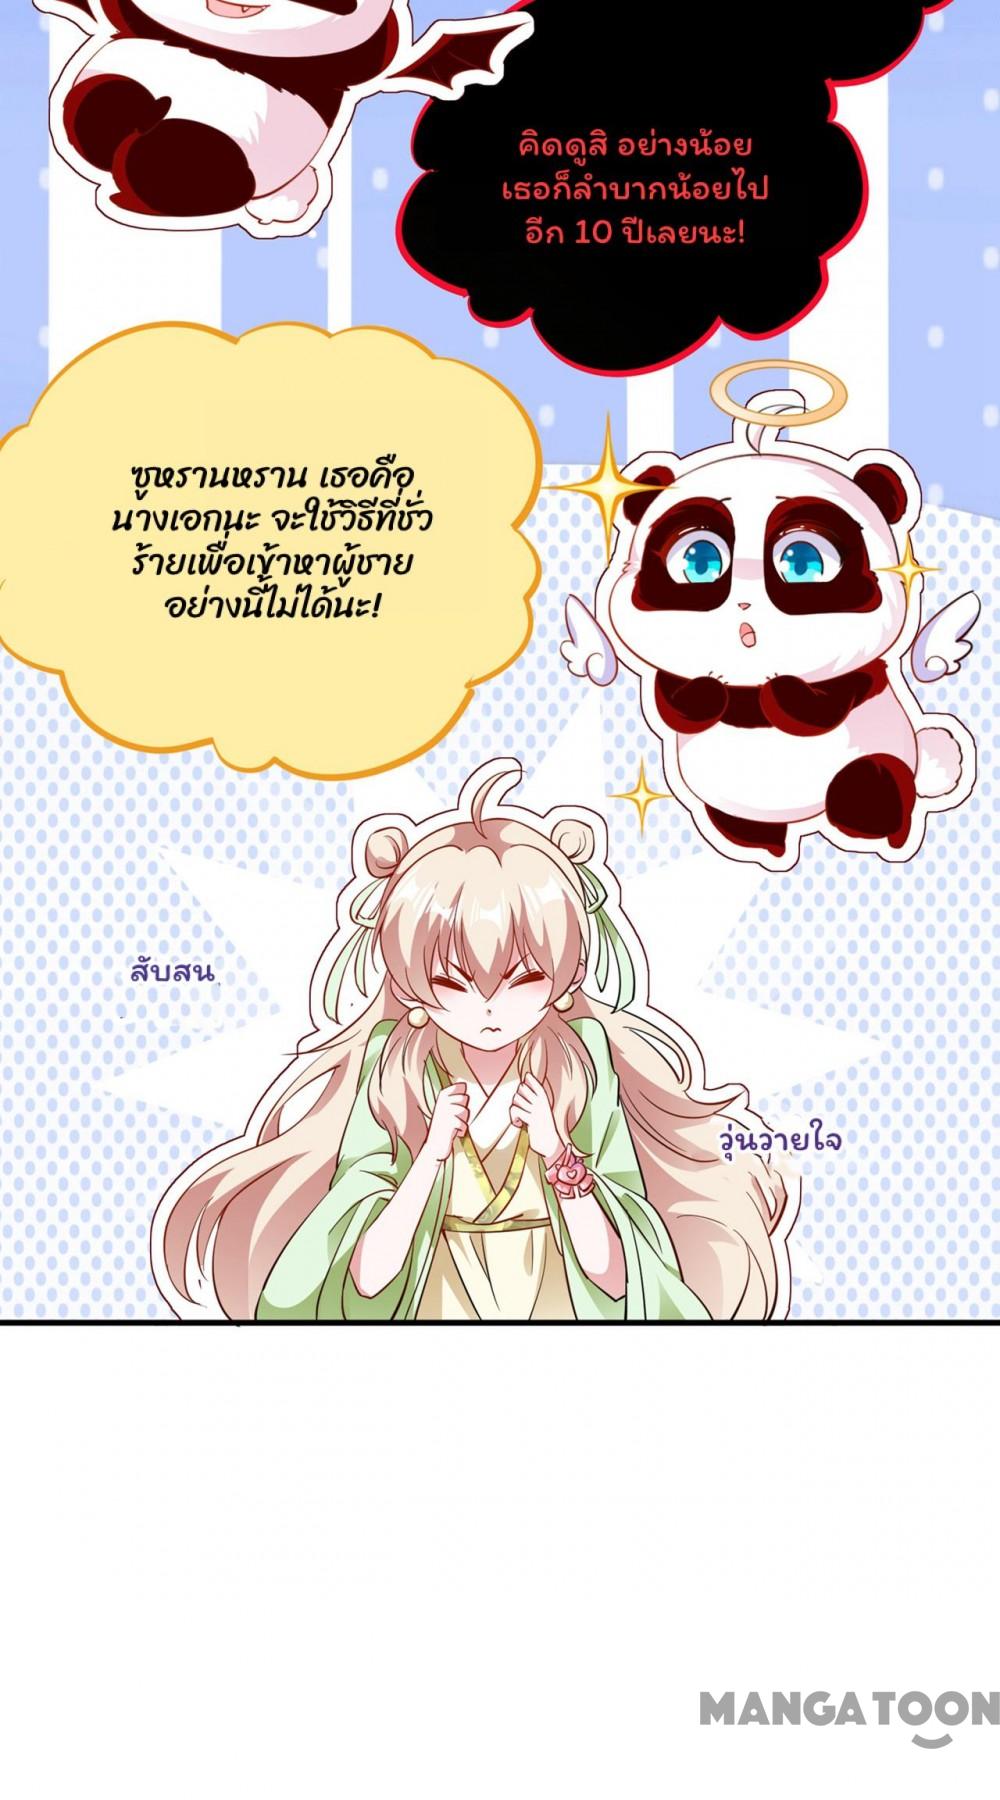 คิดดูสิ อย่างน้อย
เธอก็ลำบากน้อยไป
อีก 10 ปีเลยนะ!
ซูหรานหราน เธอคือ
นางเอกนะ จะใช้วิธีที่ชั่ว
ร้ายเพื่อเข้าหาผู้ชาย
อย่างนี้ไม่ได้นะ!
สับสน
วุ่นวายใจ
MANGATOON